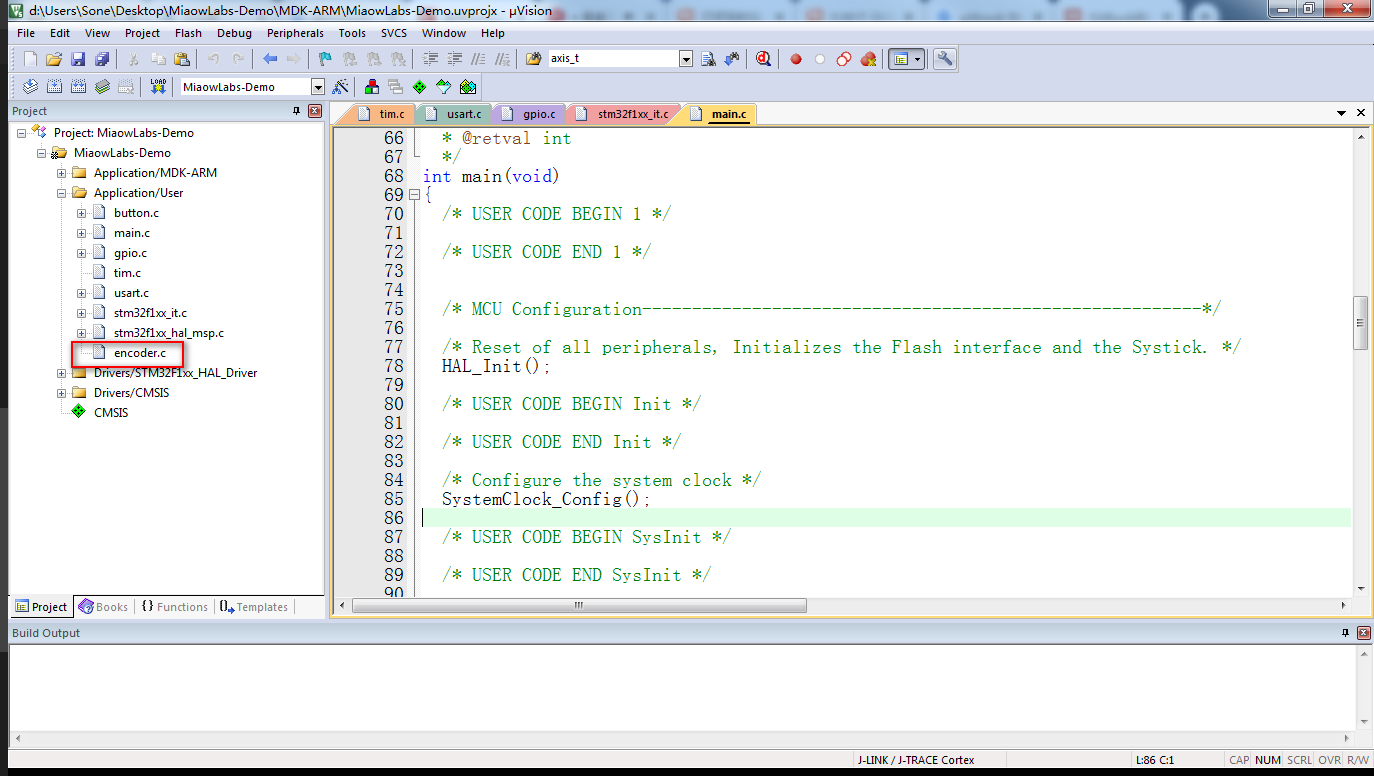 d:\Users\Sone\Desktop\MiaowLabs-Demo\MDK-ARM\MiaowLabs-Demo.uvprojx - µVision
File Edit View Project Flash Debug Peripherals Tools SVCS Window Help
axis_t
LOAD MiaowLabs-Demo
Project
Project: MiaowLabs-Demo
MiaowLabs-Demo
Application/MDK-ARM
Application/User
button.c
main.c
gpio.c
tim.c
usart.c
stm32f1xx_it.c
stm32f1xx_hal_msp.c
encoder.c
Drivers/STM32F1xx_HAL_Driver
Drivers/CMSIS
CMSIS
Project Books {} Functions Templates
tim.c usart.c gpio.c stm32f1xx_it.c main.c
66 * @retval int
67 */
68 int main(void)
69 {
70 /* USER CODE BEGIN 1 */
71
72 /* USER CODE END 1 */
73
74
75 /* MCU Configuration--------------------------------------------------------*/
76
77 /* Reset of all peripherals, Initializes the Flash interface and the Systick. */
78 HAL_Init();
79
80 /* USER CODE BEGIN Init */
81
82 /* USER CODE END Init */
83
84 /* Configure the system clock */
85 SystemClock_Config();
86
87 /* USER CODE BEGIN SysInit */
88
89 /* USER CODE END SysInit */
90
Build Output
J-LINK / J-TRACE Cortex L:86 C:1 CAP NUM SCRL OVR R/W